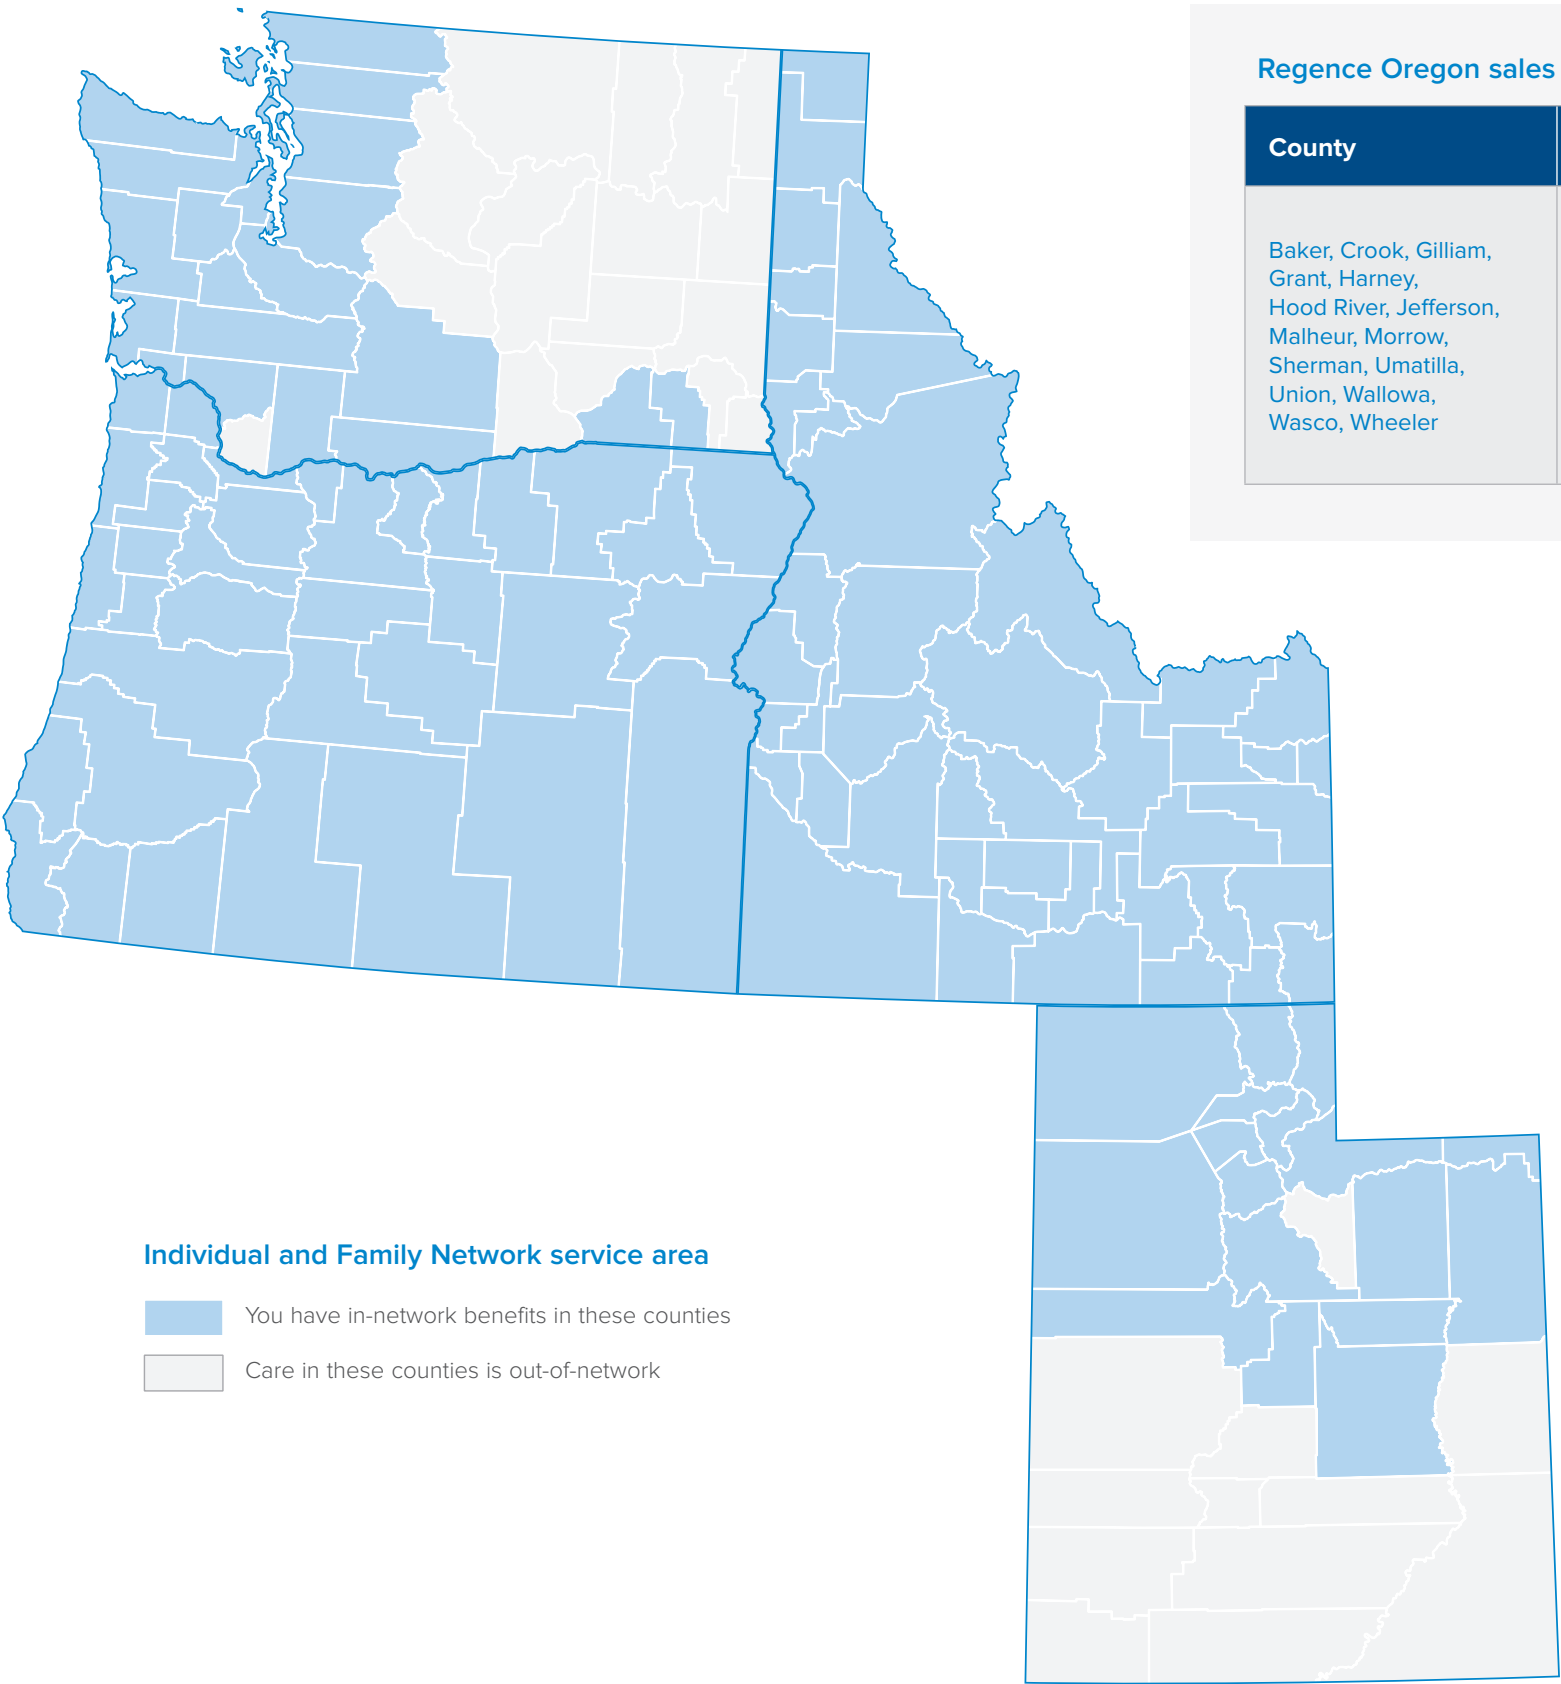 Regence Oregon sales
County
Baker, Crook, Gilliam,
Grant, Harney,
Hood River, Jefferson,
Malheur, Morrow,
Sherman, Umatilla,
Union, Wallowa,
Wasco, Wheeler
Individual and Family Network service area
You have in-network benefits in these counties
Care in these counties is out-of-network